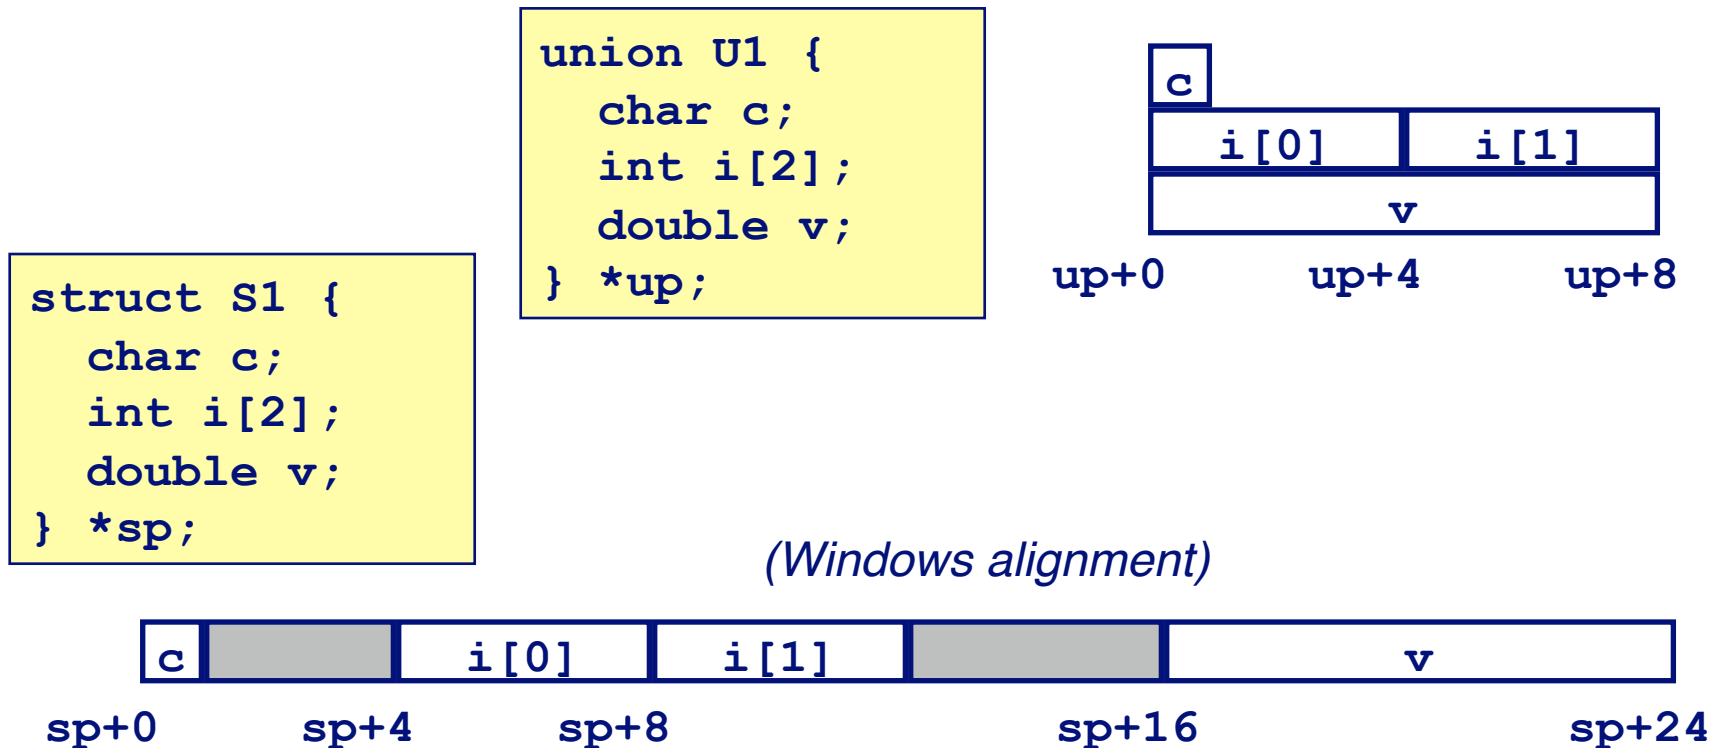 union U1 {
  char c;
  int i[2];
  double v;
} *up;
c
i[0] i[1]
v
up+0 up+4 up+8
struct S1 {
  char c;
  int i[2];
  double v;
} *sp;
(Windows alignment)
c i[0] i[1] v
sp+0 sp+4 sp+8 sp+16 sp+24